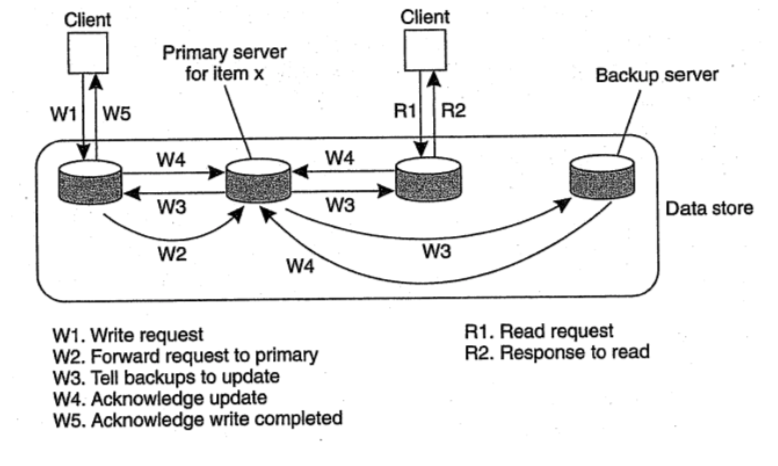 Client
Client
Primary server
for item x
Backup server
W1
W5
R1
R2
W4
W4
W3
W3
W2
W4
W3
Data store
W1. Write request
W2. Forward request to primary
W3. Tell backups to update
W4. Acknowledge update
W5. Acknowledge write completed
R1. Read request
R2. Response to read